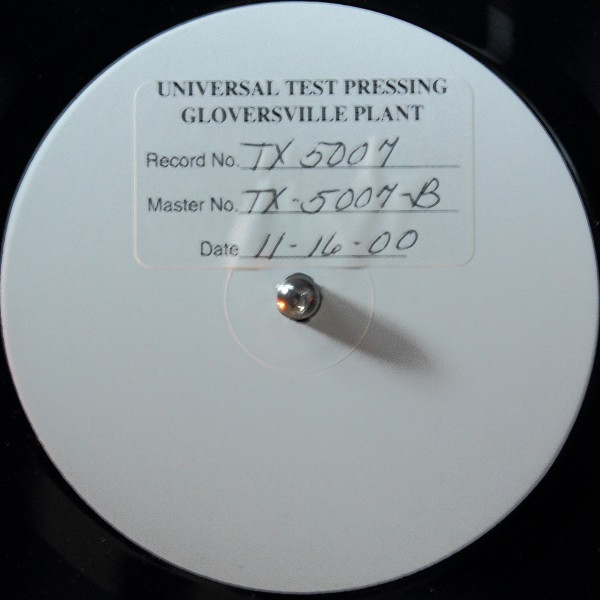 UNIVERSAL TEST PRESSING
GLOVERSVILLE PLANT
Record No. TX 5007
Master No. TX-5007-B
Date 11-16-00